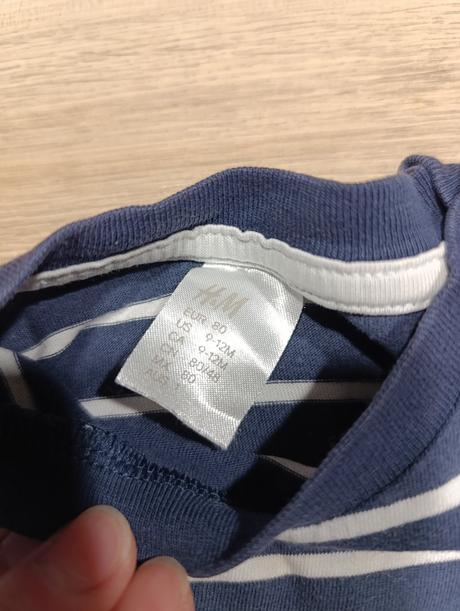 H&M
EUR 80
US 9-12M
CA 9-12M
CN 80/48
MX 80
AUS 1